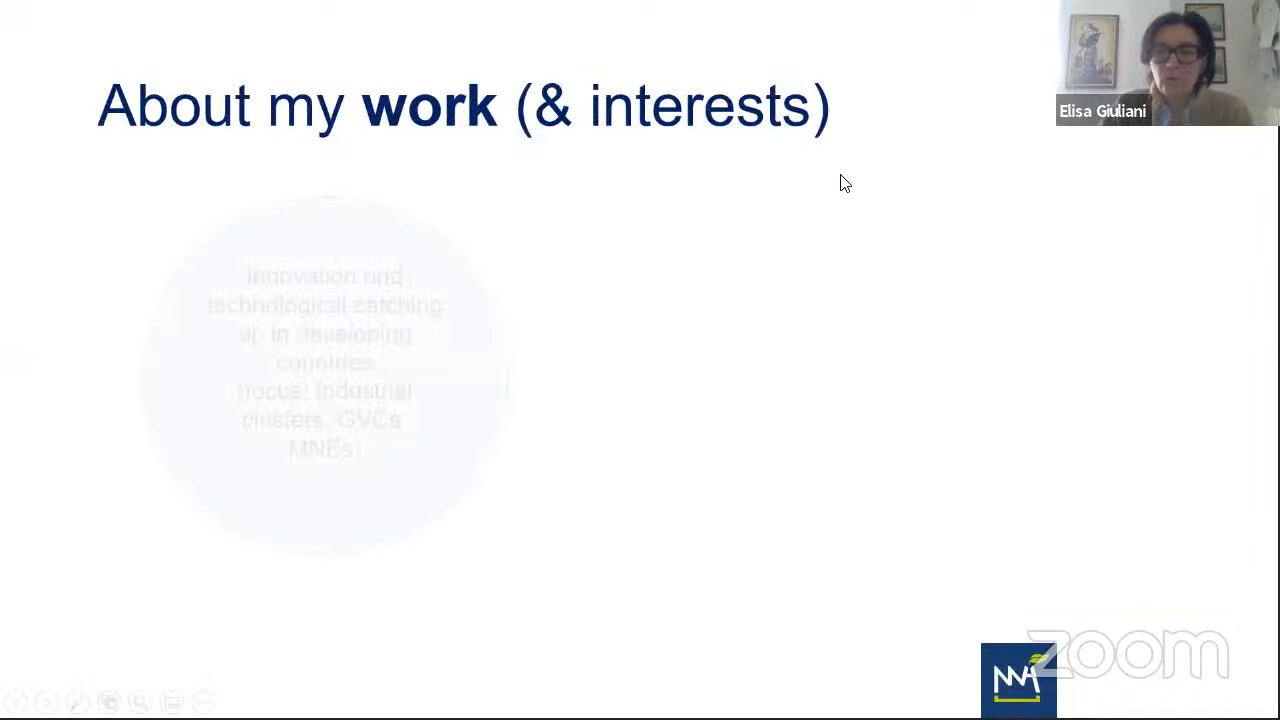 About my work (& interests)
Elisa Giuliani
Innovation and
technological catching
up in developing
countries
(focus: Industrial
clusters, GVCs
MNEs)
zoom